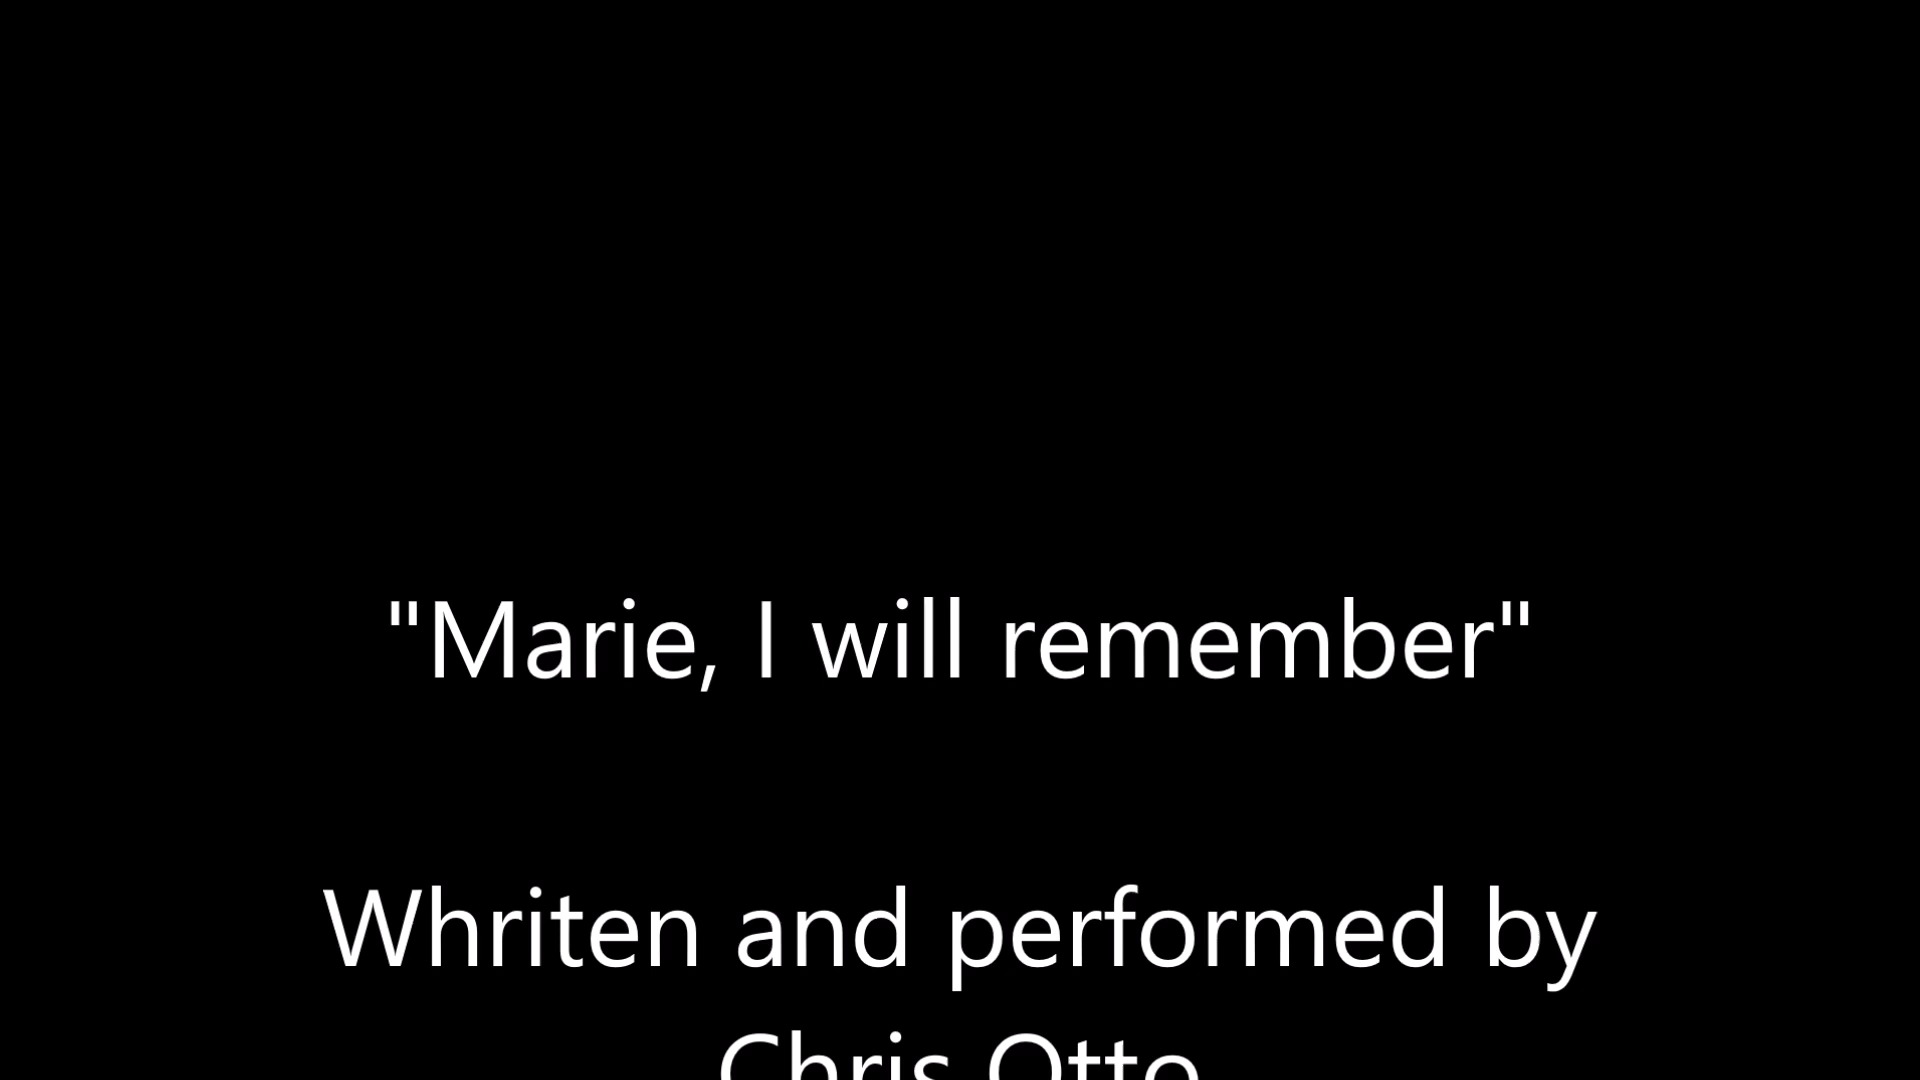 "Marie, I will remember"
Whriten and performed by
Chris Otto